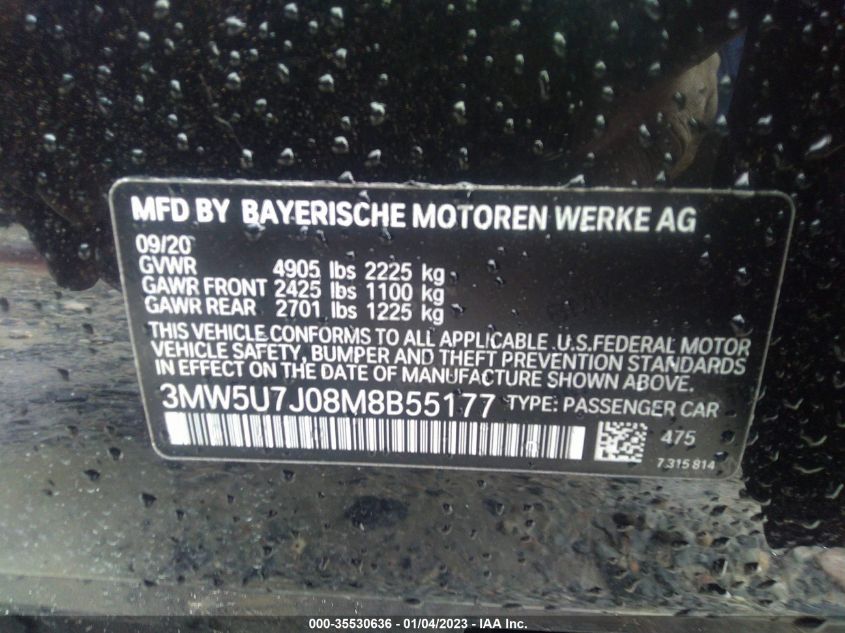 MFD BY BAYERISCHE MOTOREN WERKE AG
09/20
GVWR 4905 lbs 2225 kg
GAWR FRONT 2425 lbs 1100 kg
GAWR REAR 2701 lbs 1225 kg
THIS VEHICLE CONFORMS TO ALL APPLICABLE U.S.FEDERAL MOTOR
VEHICLE SAFETY, BUMPER AND THEFT PREVENTION STANDARDS
IN EFFECT ON THE DATE OF MANUFACTURE SHOWN ABOVE.
3MW5U7J08M8B55177 TYPE: PASSENGER CAR
475
7 315 814
000-35530636 - 01/04/2023 - IAA Inc.